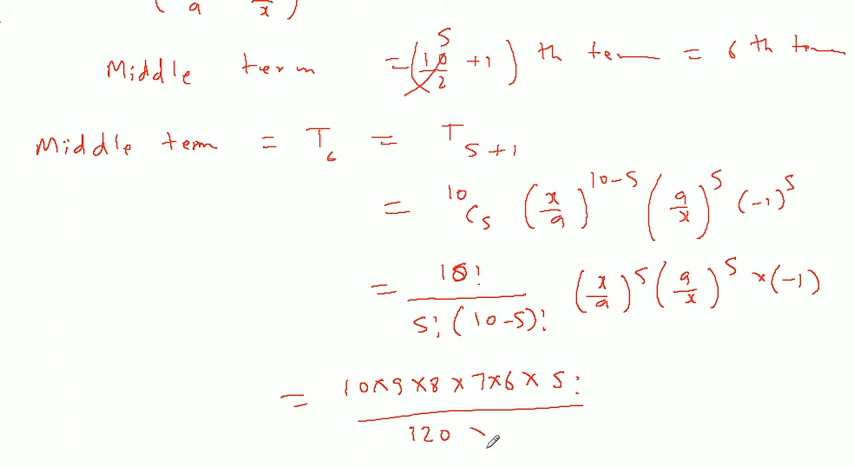 ( a x )
Middle term = (10/2 + 1) 5 th term = 6 th term
Middle term = T₆ = T₅₊₁
= ¹⁰C₅ (x/a)¹⁰⁻⁵ (a/x)⁵ (-1)⁵
= 10! / 5! (10-5)! (x/a)⁵ (a/x)⁵ × (-1)
= 10×9×8×7×6×5! / 120